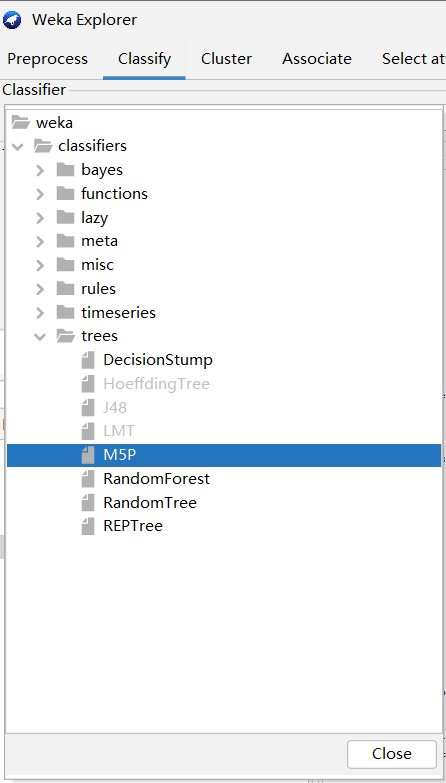 Weka Explorer
Preprocess Classify Cluster Associate Select at
Classifier
weka
classifiers
bayes
functions
lazy
meta
misc
rules
timeseries
trees
DecisionStump
HoeffdingTree
J48
LMT
M5P
RandomForest
RandomTree
REPTree
Close